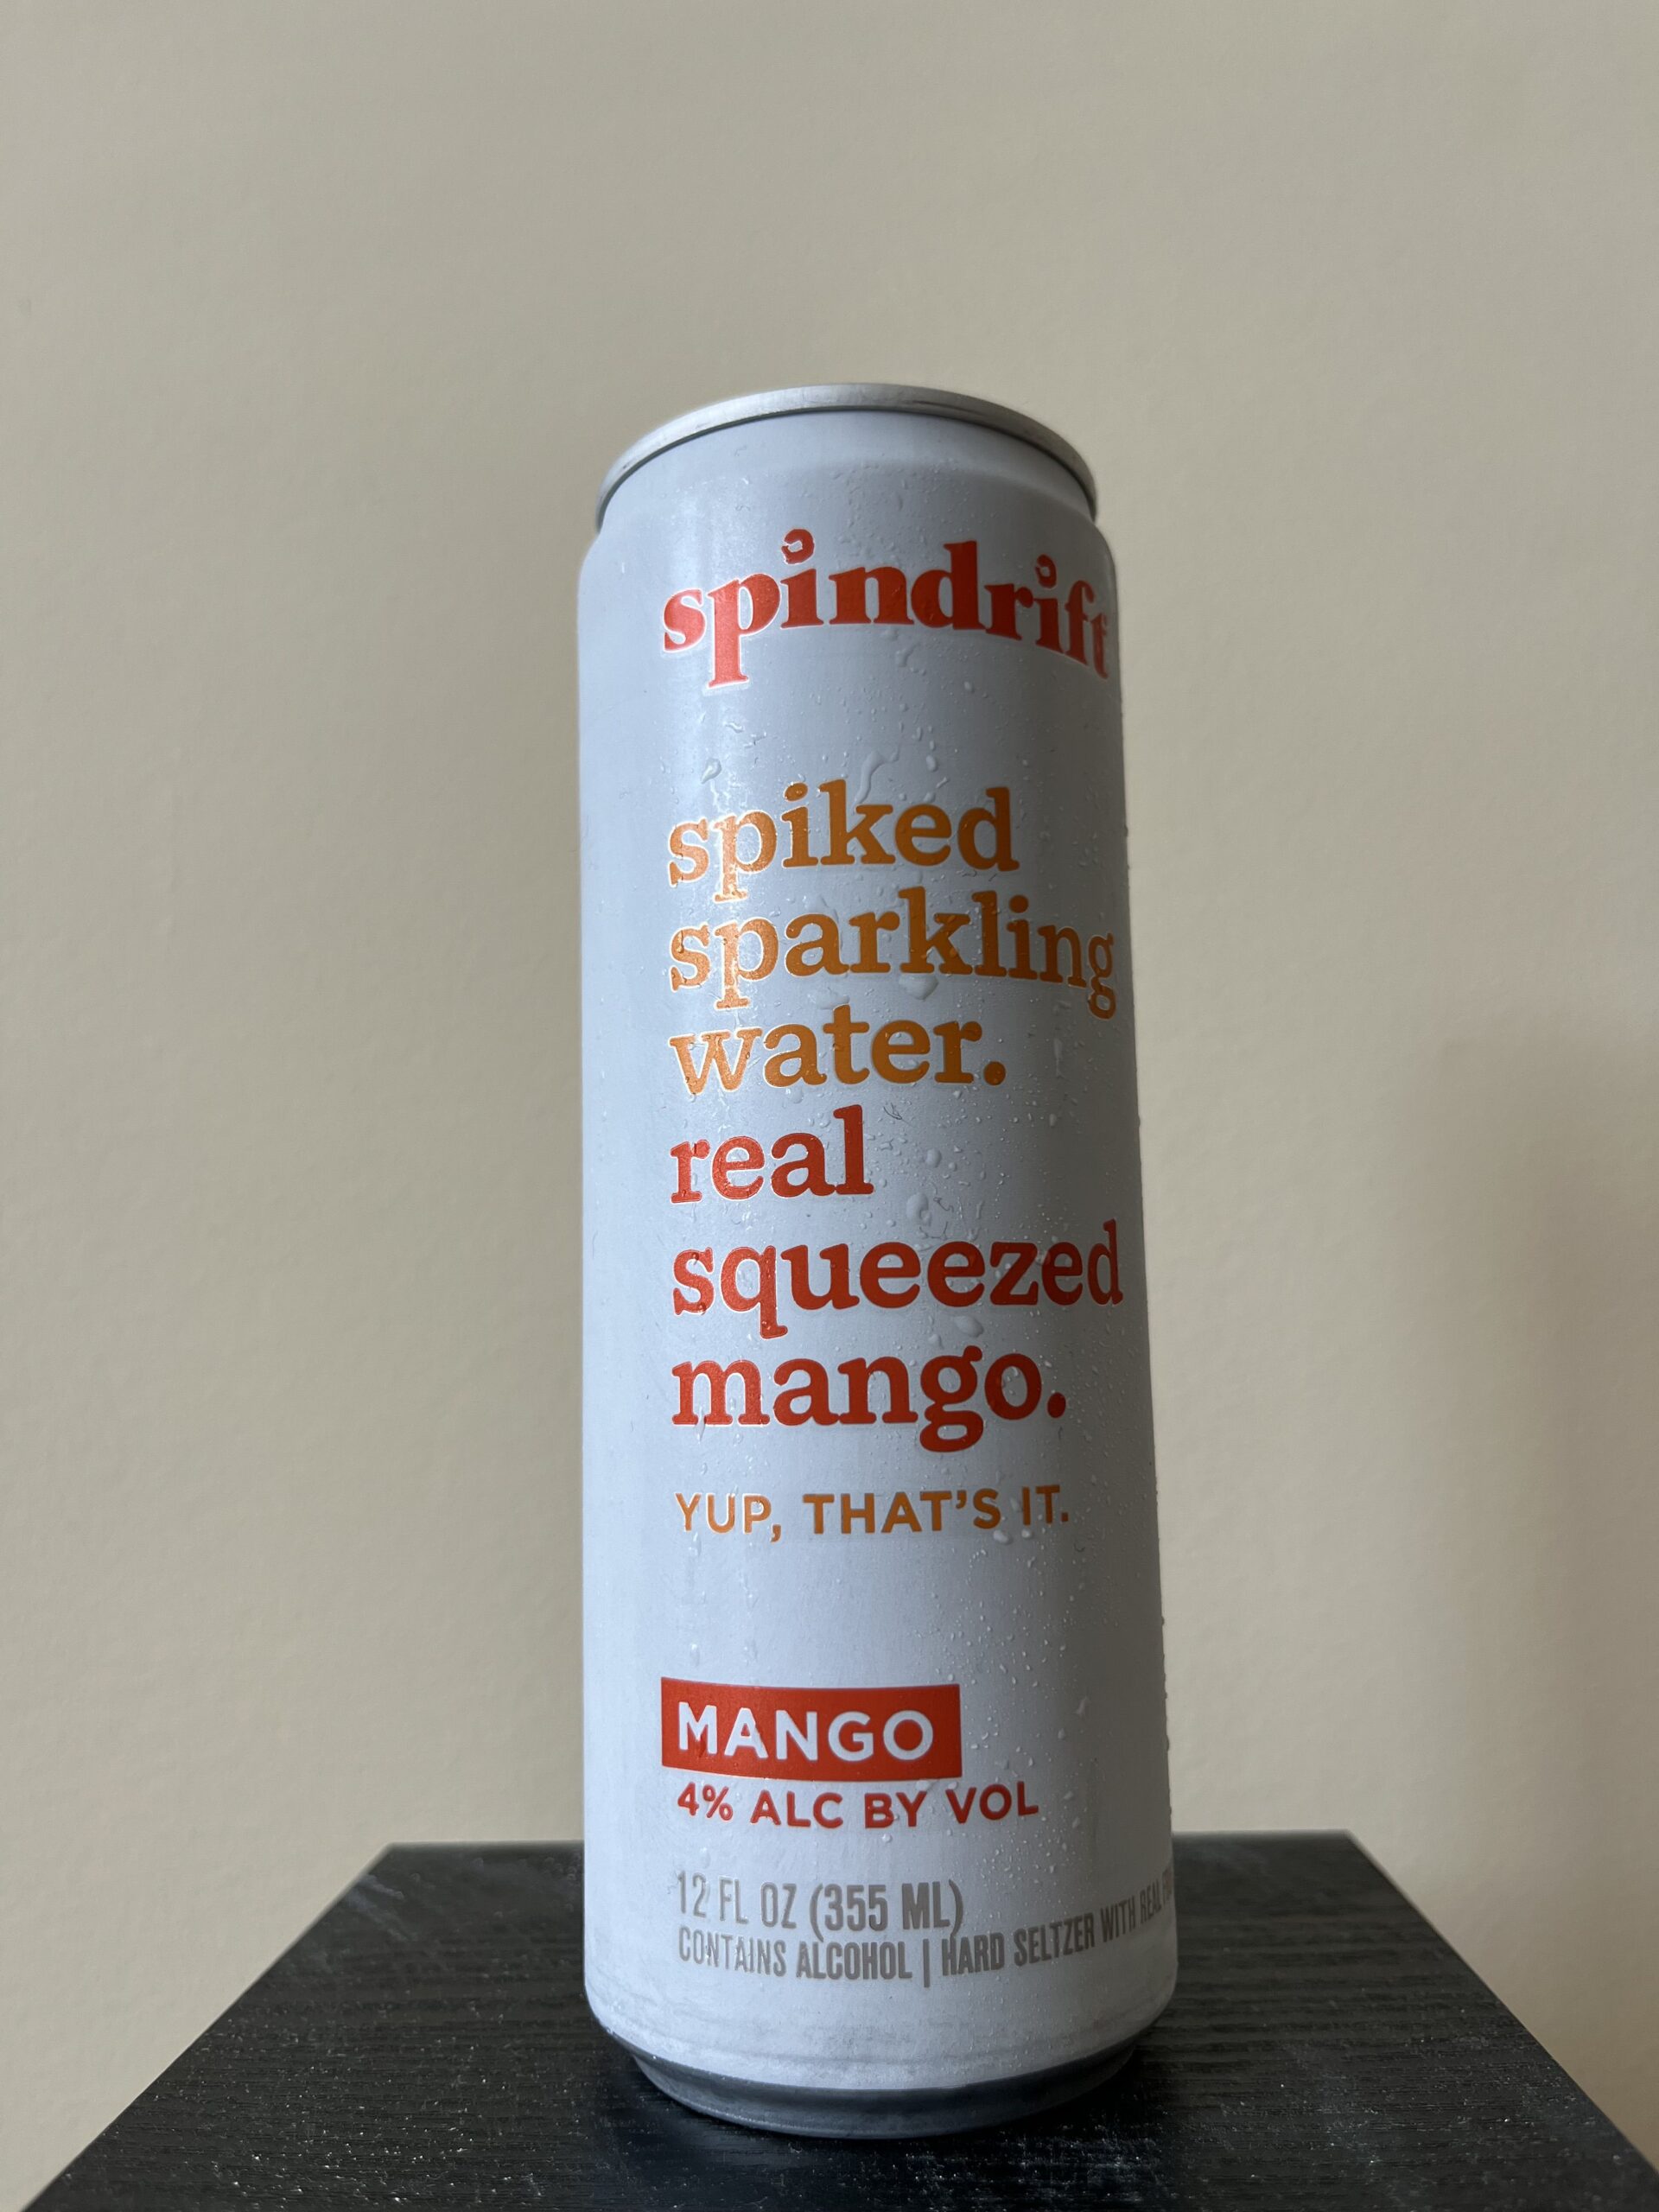 spindrift
spiked
sparkling
water.
real
squeezed
mango.
YUP, THAT'S IT.
MANGO
4% ALC BY VOL
12 FL OZ (355 ML)
CONTAINS ALCOHOL | HARD SELTZER WITH REAL